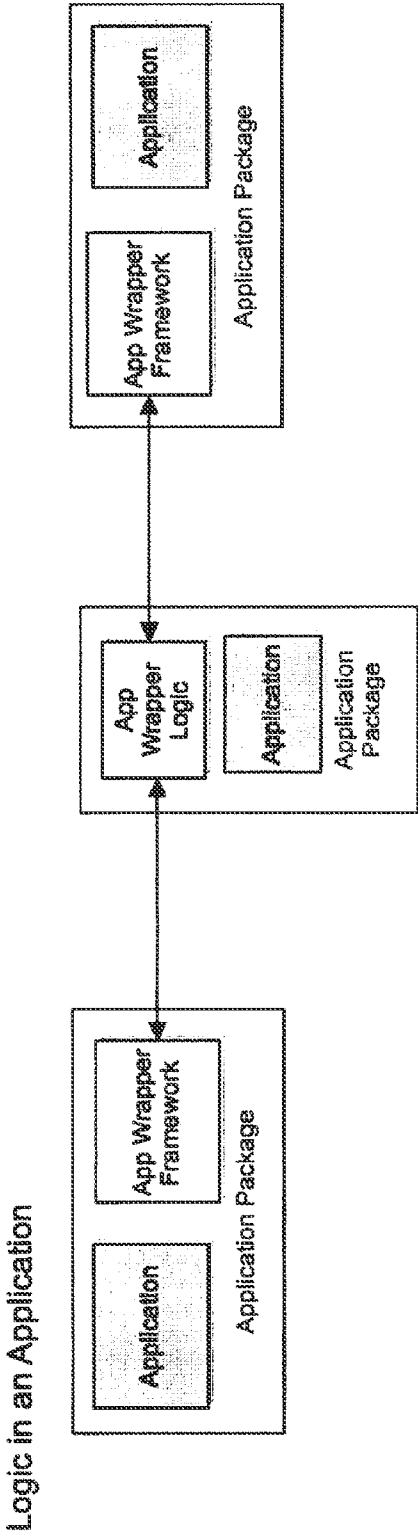 Logic in an Application
Application
App Wrapper
Framework
Application Package
App
Wrapper
Logic
Application
Application
Package
App Wrapper
Framework
Application
Application Package